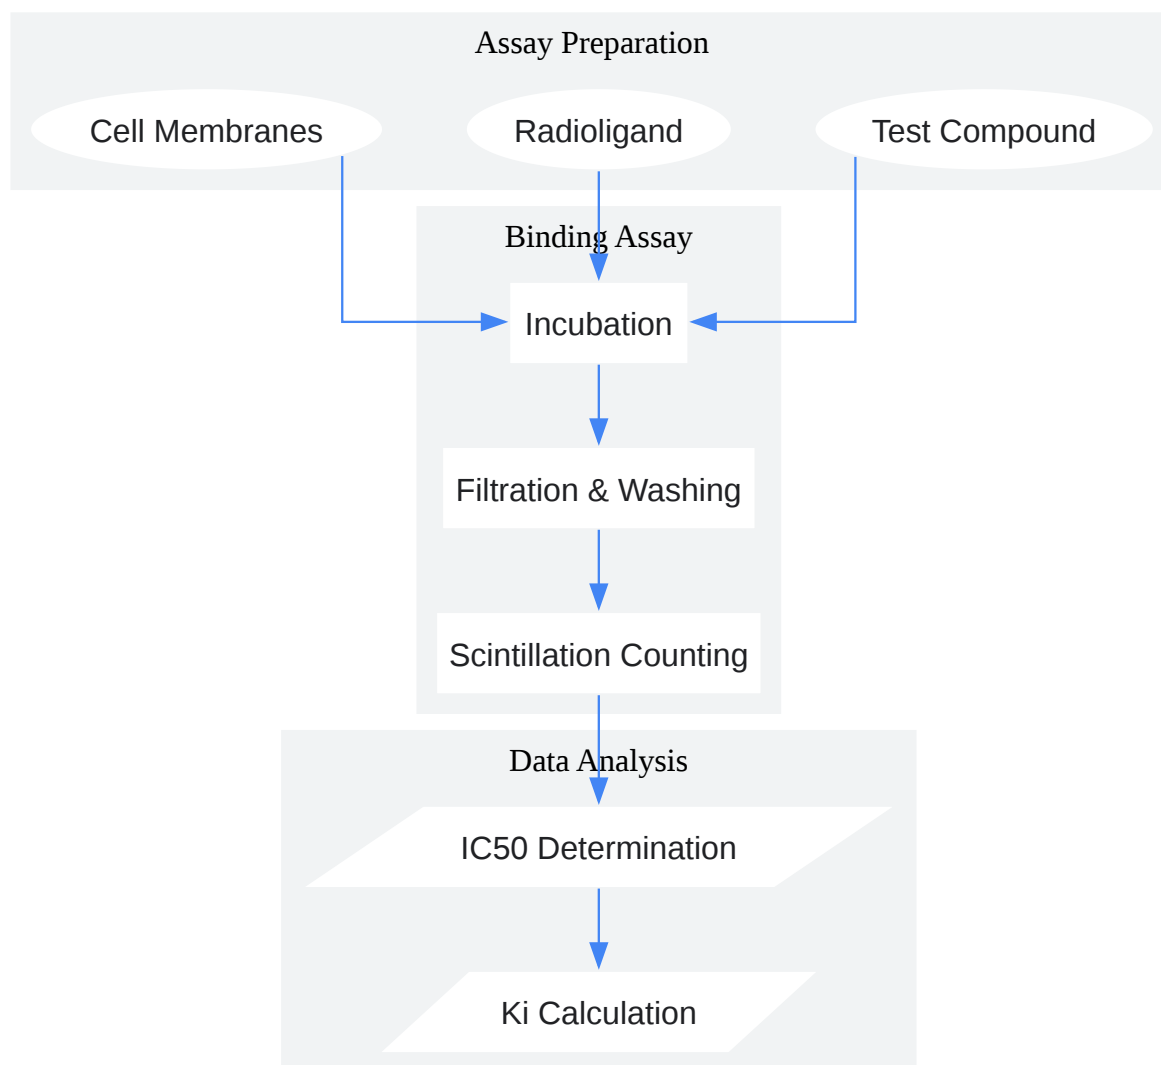 Assay Preparation
Cell Membranes
Radioligand
Test Compound
Binding Assay
Incubation
Filtration & Washing
Scintillation Counting
Data Analysis
IC50 Determination
Ki Calculation